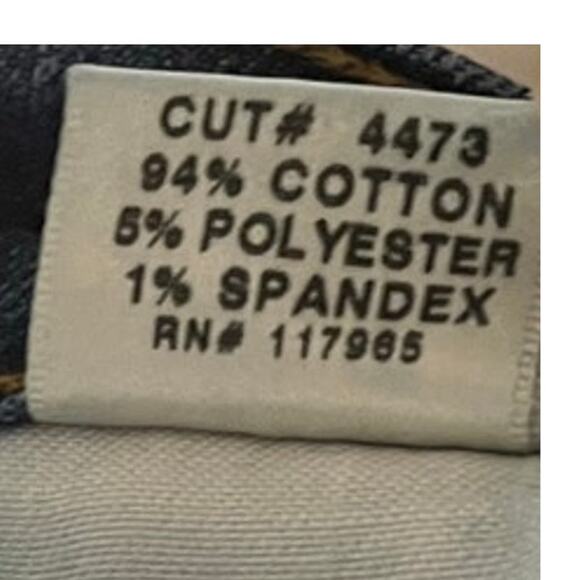 CUT# 4473
94% COTTON
5% POLYESTER
1% SPANDEX
RN# 117965